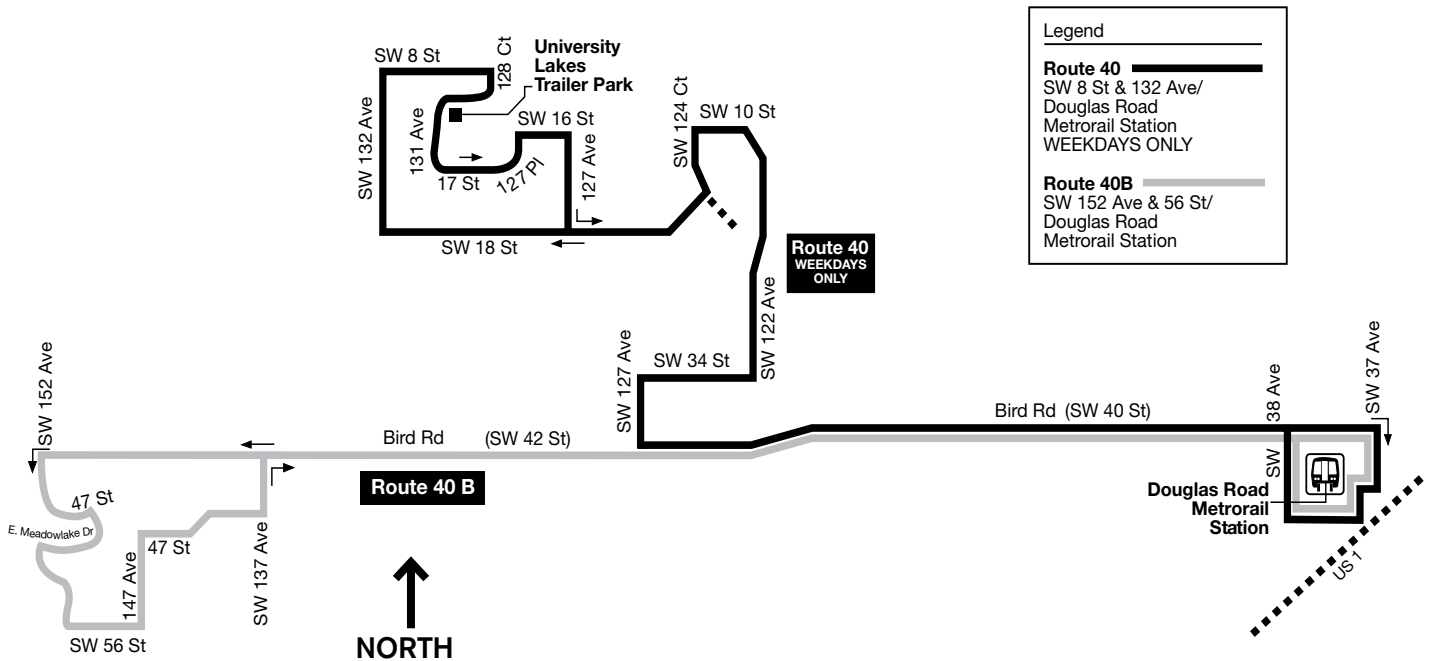 SW 8 St
128 Ct
University
Lakes
Trailer Park
SW 132 Ave
131 Ave
17 St
127 Pl
SW 16 St
127 Ave
SW 18 St
SW 124 Ct
SW 10 St
Route 40
WEEKDAYS
ONLY
SW 122 Ave
SW 34 St
SW 127 Ave
Legend
Route 40
SW 8 St & 132 Ave/
Douglas Road
Metrorail Station
WEEKDAYS ONLY
Route 40B
SW 152 Ave & 56 St/
Douglas Road
Metrorail Station
SW 152 Ave
Bird Rd (SW 42 St)
Route 40 B
Bird Rd (SW 40 St)
SW 38 Ave
SW 37 Ave
Douglas Road
Metrorail
Station
US 1
47 St
E. Meadowlake Dr
47 St
147 Ave
SW 137 Ave
SW 56 St
NORTH